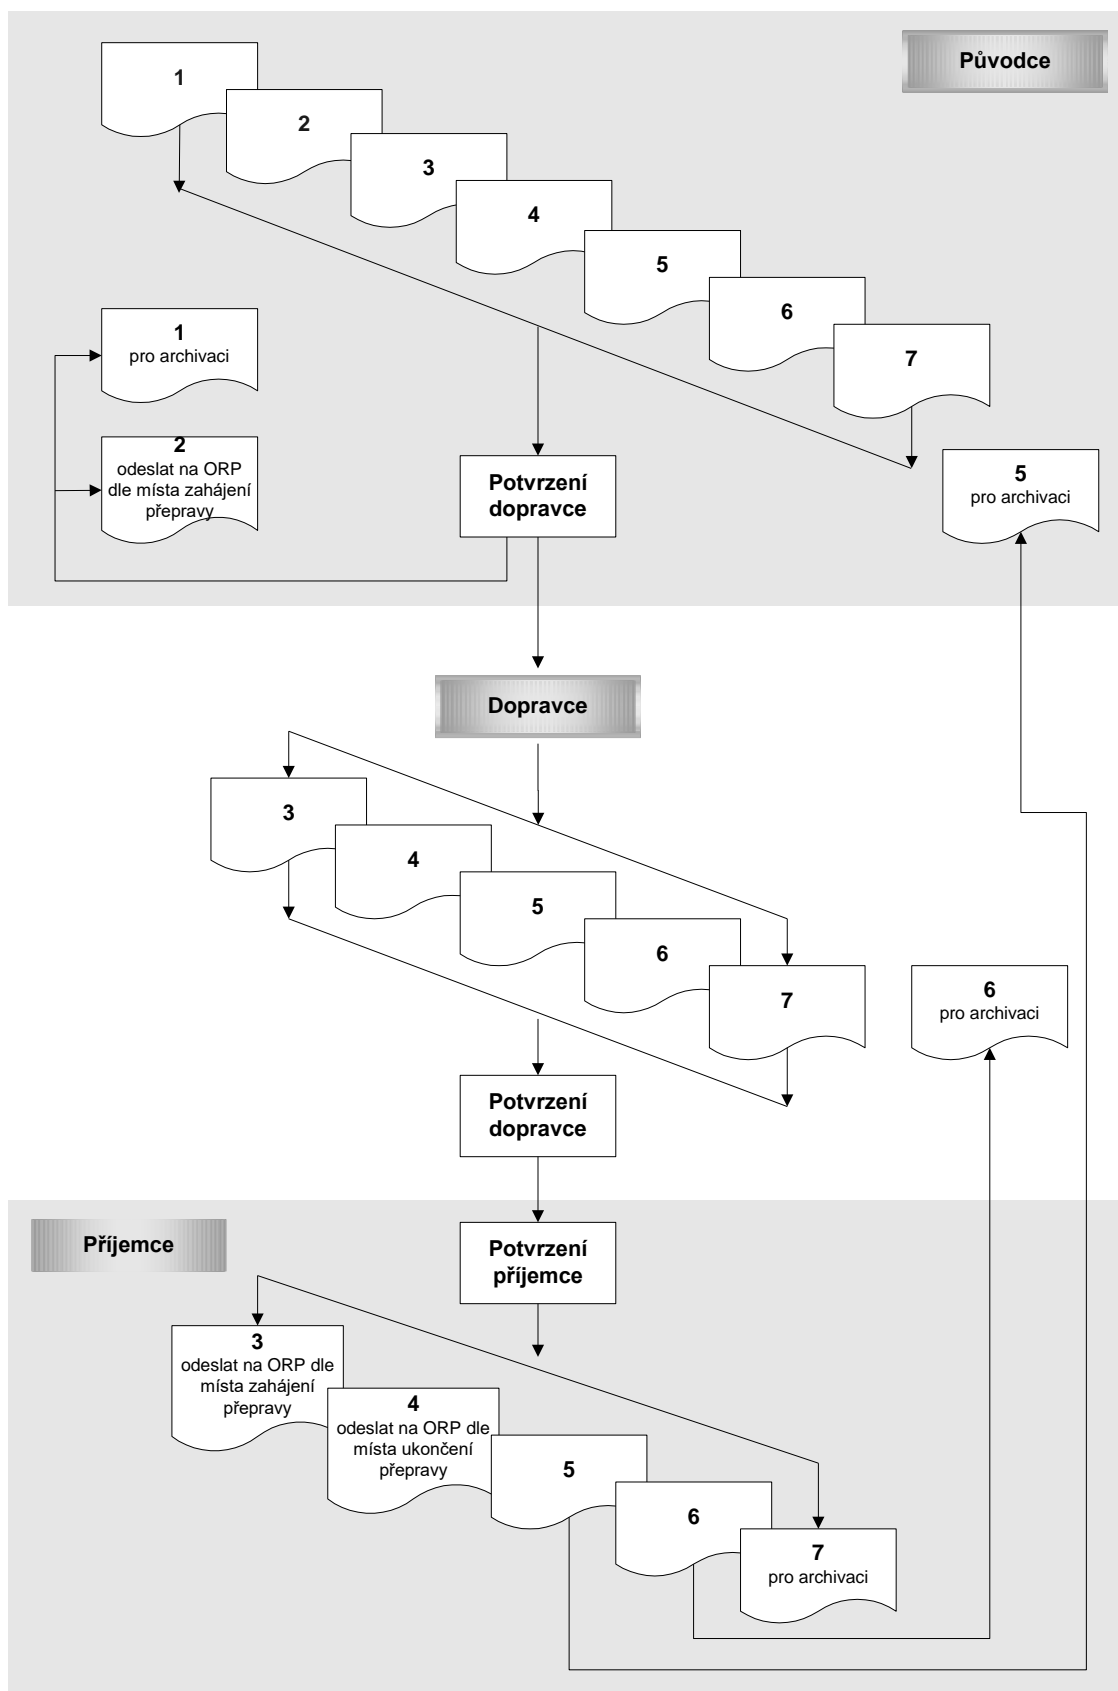 Původce
1
2
3
4
5
6
7
1
pro archivaci
2
odeslat na ORP
dle místa zahájení
přepravy
Potvrzení
dopravce
5
pro archivaci
Dopravce
3
4
5
6
7
6
pro archivaci
Potvrzení
dopravce
Příjemce
Potvrzení
příjemce
3
odeslat na ORP dle
místa zahájení
přepravy
4
odeslat na ORP dle
místa ukončení
přepravy
5
6
7
pro archivaci